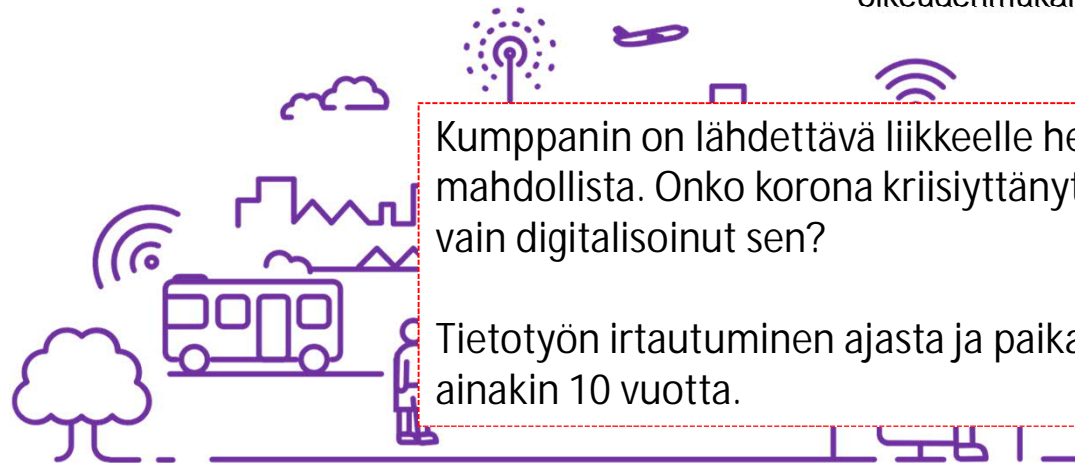 Kumppanin on lähdettävä liikkeelle he
mahdollista. Onko korona kriisiyttänyt
vain digitalisoinut sen?
Tietotyön irtautuminen ajasta ja paika
ainakin 10 vuotta.